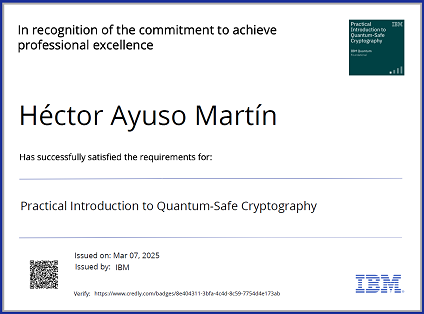 In recognition of the commitment to achieve
professional excellence
Practical
Introduction to
Quantum-Safe
Cryptography
IBM
IBM Quantum
Héctor Ayuso Martín
Has successfully satisfied the requirements for:
Practical Introduction to Quantum-Safe Cryptography
Issued on: Mar 07, 2025
Issued by: IBM
Verify: https://www.credly.com/badges/8e404311-3bfa-4c4d-8c59-7754d4e173ab
IBM